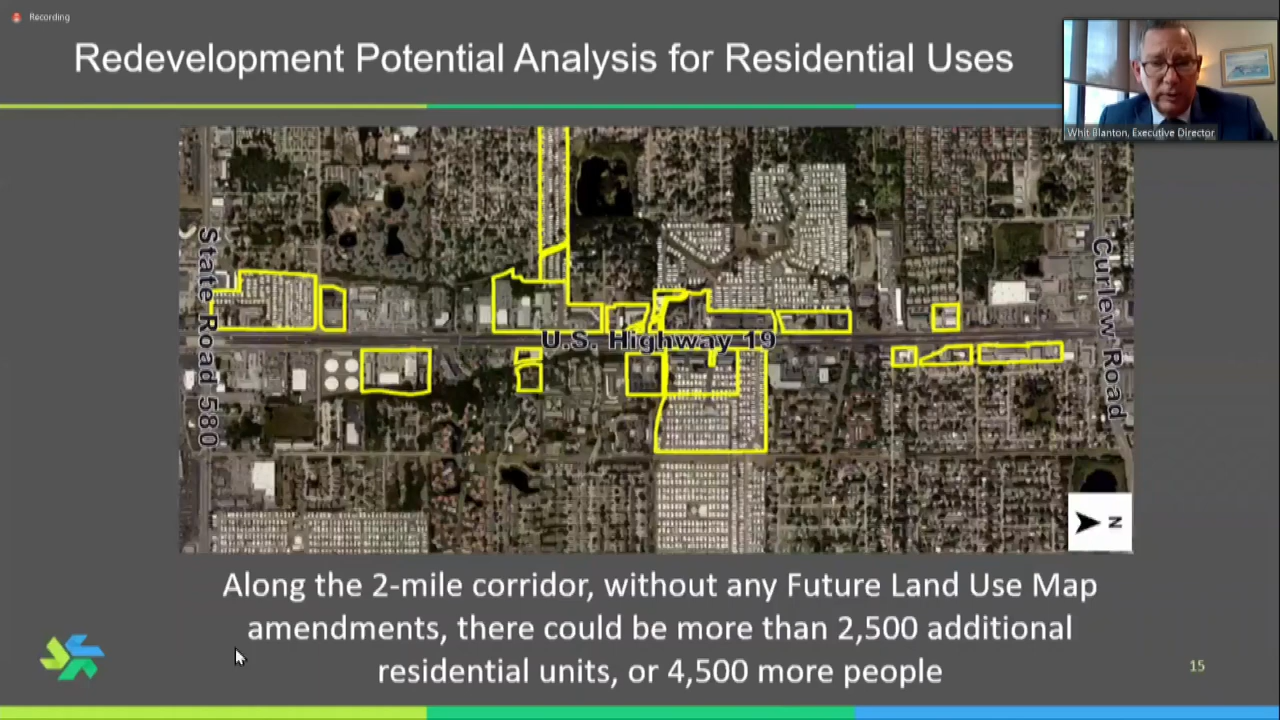 Recording
Redevelopment Potential Analysis for Residential Uses
Whit Blanton, Executive Director
State Road 580
U.S. Highway 19
Curlew Road
N
Along the 2-mile corridor, without any Future Land Use Map
amendments, there could be more than 2,500 additional
residential units, or 4,500 more people
15